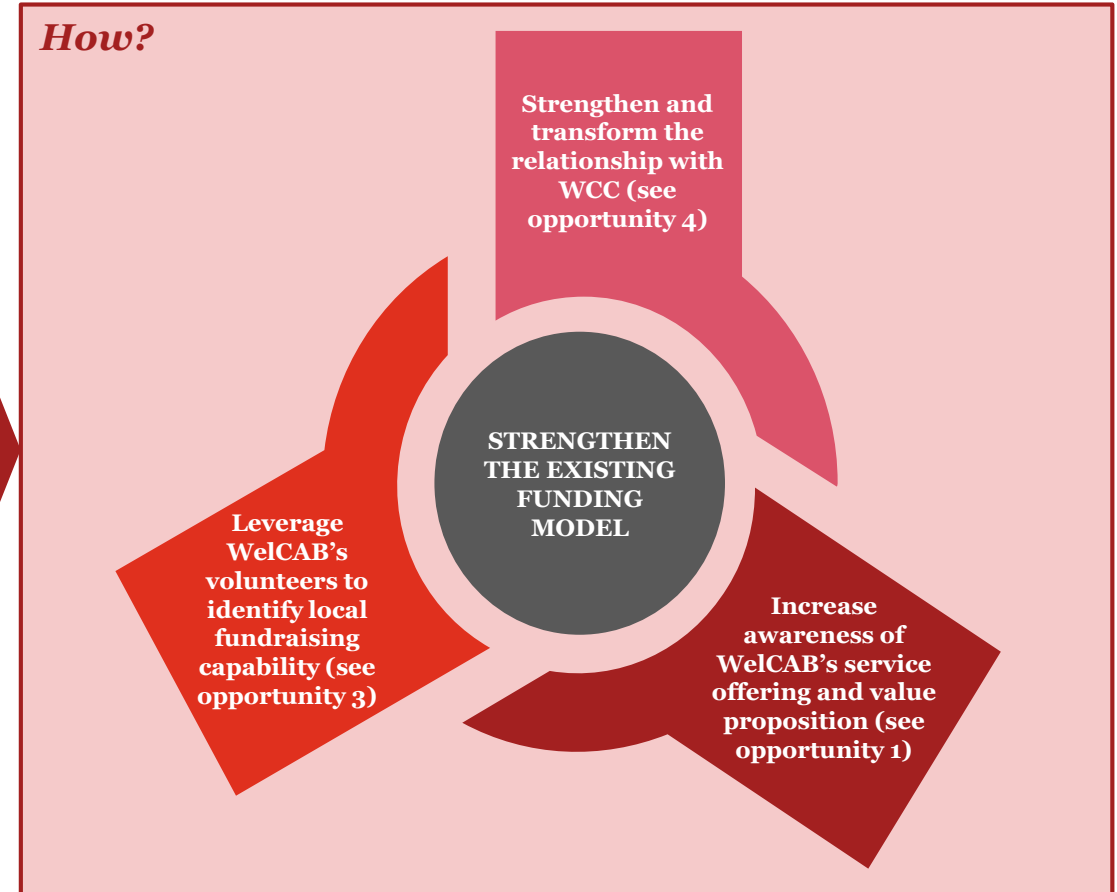 How?
Strengthen and
transform the
relationship with
WCC (see
opportunity 4)
STRENGTHEN
THE EXISTING
FUNDING
MODEL
Leverage
WelCAB’s
volunteers to
identify local
fundraising
capability (see
opportunity 3)
Increase
awareness of
WelCAB’s service
offering and value
proposition (see
opportunity 1)